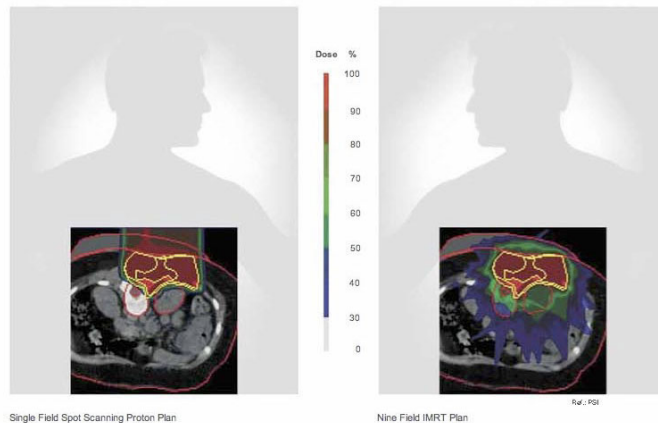 Dose %
100
90
80
70
60
50
40
30
0
Ref.: PSI
Single Field Spot Scanning Proton Plan
Nine Field IMRT Plan